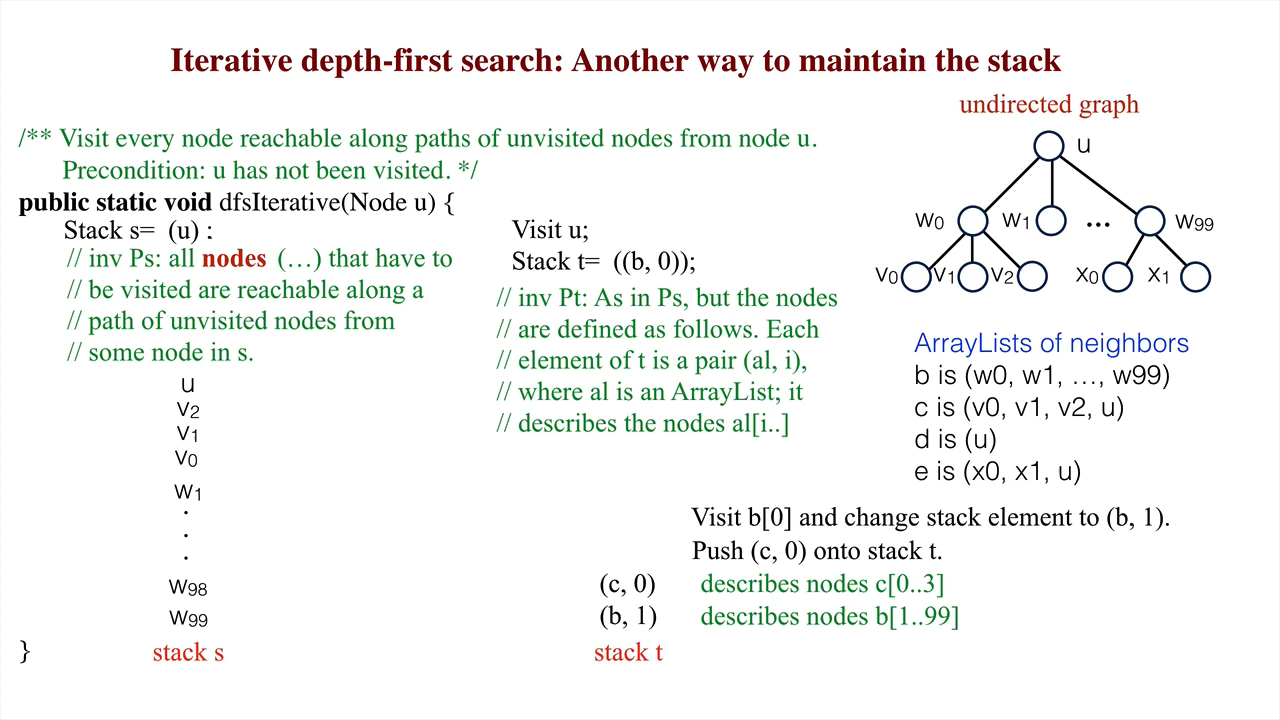 Iterative depth-first search: Another way to maintain the stack
undirected graph
/** Visit every node reachable along paths of unvisited nodes from node u.
Precondition: u has not been visited. */
public static void dfsIterative(Node u) {
Stack s= (u) ;
// inv Ps: all nodes (…) that have to
// be visited are reachable along a
// path of unvisited nodes from
// some node in s.
u
v2
v1
v0
w1
.
.
.
w98
w99
}
stack s
Visit u;
Stack t= ((b, 0));
// inv Pt: As in Ps, but the nodes
// are defined as follows. Each
// element of t is a pair (al, i),
// where al is an ArrayList; it
// describes the nodes al[i..]
u
w0 w1 ... w99
v0 v1 v2 x0 x1
ArrayLists of neighbors
b is (w0, w1, …, w99)
c is (v0, v1, v2, u)
d is (u)
e is (x0, x1, u)
Visit b[0] and change stack element to (b, 1).
Push (c, 0) onto stack t.
(c, 0) describes nodes c[0..3]
(b, 1) describes nodes b[1..99]
stack t